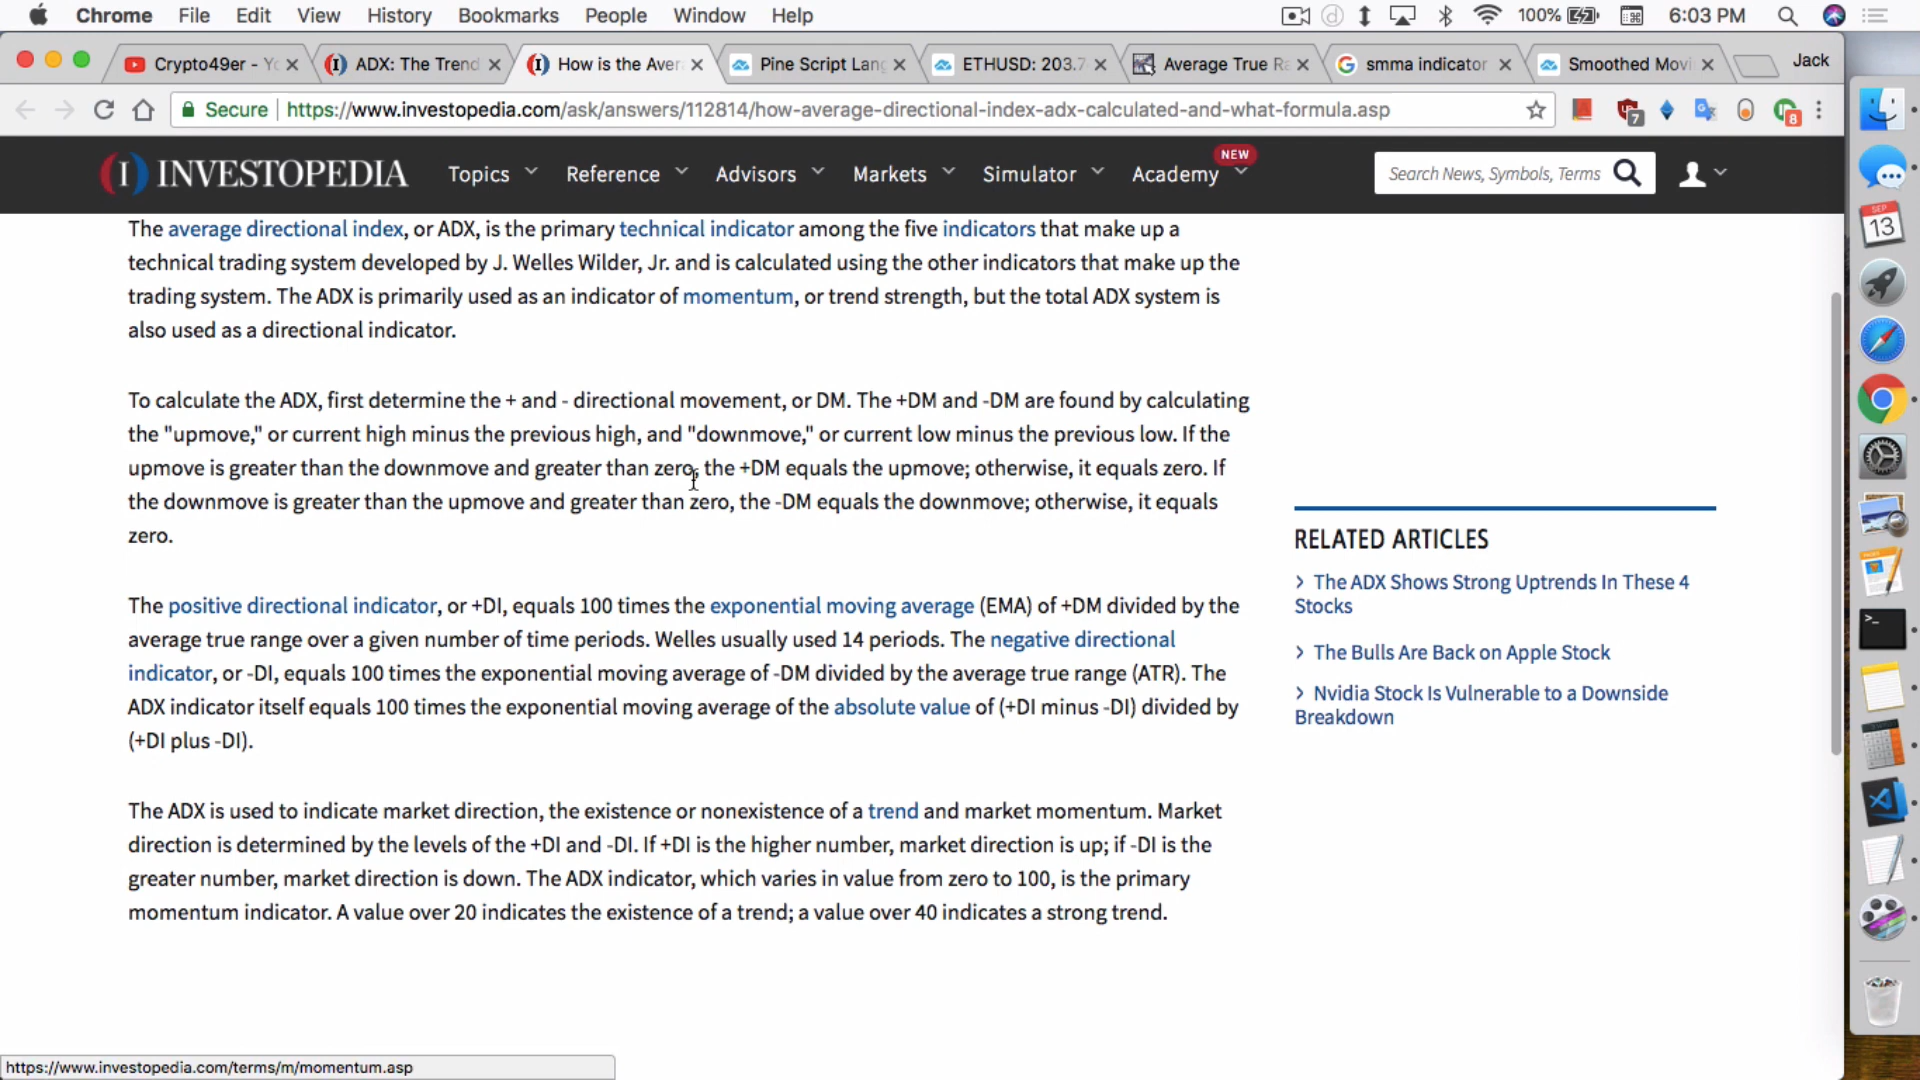 Chrome File Edit View History Bookmarks People Window Help 100% 6:03 PM
Crypto49er - Yo ADX: The Trend How is the Aver Pine Script Lang ETHUSD: 203.7 Average True Ra smma indicator Smoothed Movi Jack
Secure https://www.investopedia.com/ask/answers/112814/how-average-directional-index-adx-calculated-and-what-formula.asp 7 8
SEP
13
NEW
INVESTOPEDIA Topics Reference Advisors Markets Simulator Academy Search News, Symbols, Terms
The average directional index, or ADX, is the primary technical indicator among the five indicators that make up a
technical trading system developed by J. Welles Wilder, Jr. and is calculated using the other indicators that make up the
trading system. The ADX is primarily used as an indicator of momentum, or trend strength, but the total ADX system is
also used as a directional indicator.
To calculate the ADX, first determine the + and - directional movement, or DM. The +DM and -DM are found by calculating
the "upmove," or current high minus the previous high, and "downmove," or current low minus the previous low. If the
upmove is greater than the downmove and greater than zero, the +DM equals the upmove; otherwise, it equals zero. If
the downmove is greater than the upmove and greater than zero, the -DM equals the downmove; otherwise, it equals
zero.
The positive directional indicator, or +DI, equals 100 times the exponential moving average (EMA) of +DM divided by the
average true range over a given number of time periods. Welles usually used 14 periods. The negative directional
indicator, or -DI, equals 100 times the exponential moving average of -DM divided by the average true range (ATR). The
ADX indicator itself equals 100 times the exponential moving average of the absolute value of (+DI minus -DI) divided by
(+DI plus -DI).
The ADX is used to indicate market direction, the existence or nonexistence of a trend and market momentum. Market
direction is determined by the levels of the +DI and -DI. If +DI is the higher number, market direction is up; if -DI is the
greater number, market direction is down. The ADX indicator, which varies in value from zero to 100, is the primary
momentum indicator. A value over 20 indicates the existence of a trend; a value over 40 indicates a strong trend.
RELATED ARTICLES
> The ADX Shows Strong Uptrends In These 4
Stocks
> The Bulls Are Back on Apple Stock
> Nvidia Stock Is Vulnerable to a Downside
Breakdown
https://www.investopedia.com/terms/m/momentum.asp